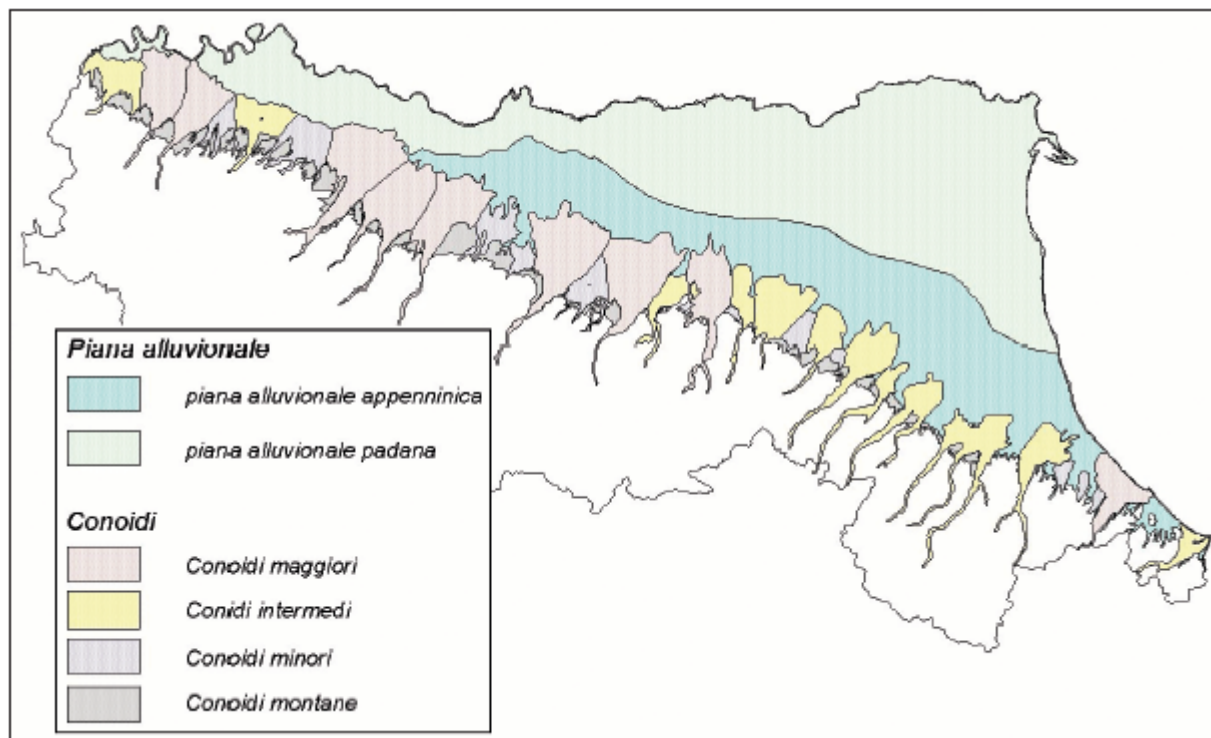 Piana alluvionale
piana alluvionale appenninica
piana alluvionale padana
Conoidi
Conoidi maggiori
Conidi intermedi
Conoidi minori
Conoidi montane